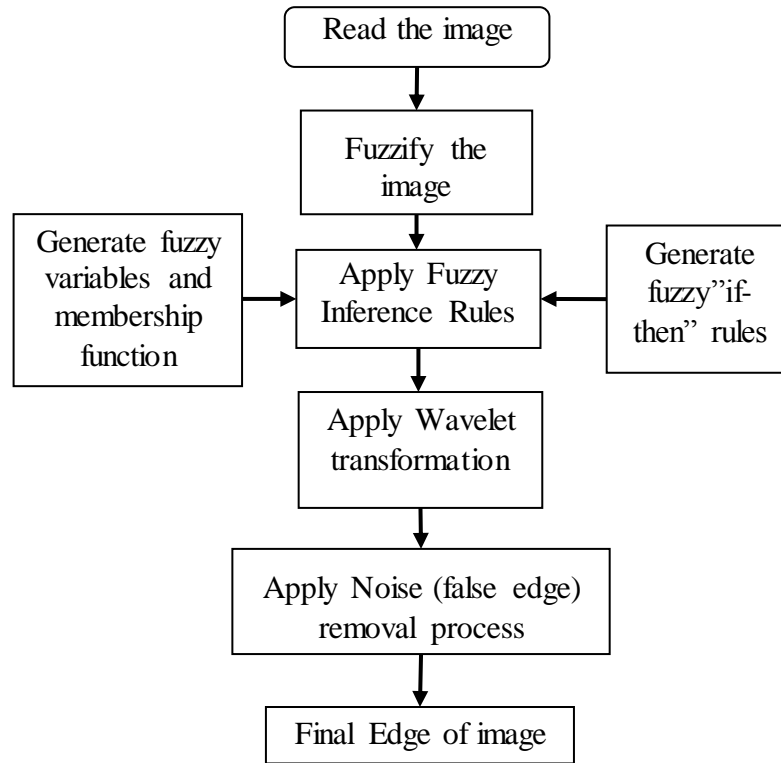 Read the image
Fuzzify the
image
Generate fuzzy
variables and
membership
function
Apply Fuzzy
Inference Rules
Generate
fuzzy”if-
then” rules
Apply Wavelet
transformation
Apply Noise (false edge)
removal process
Final Edge of image